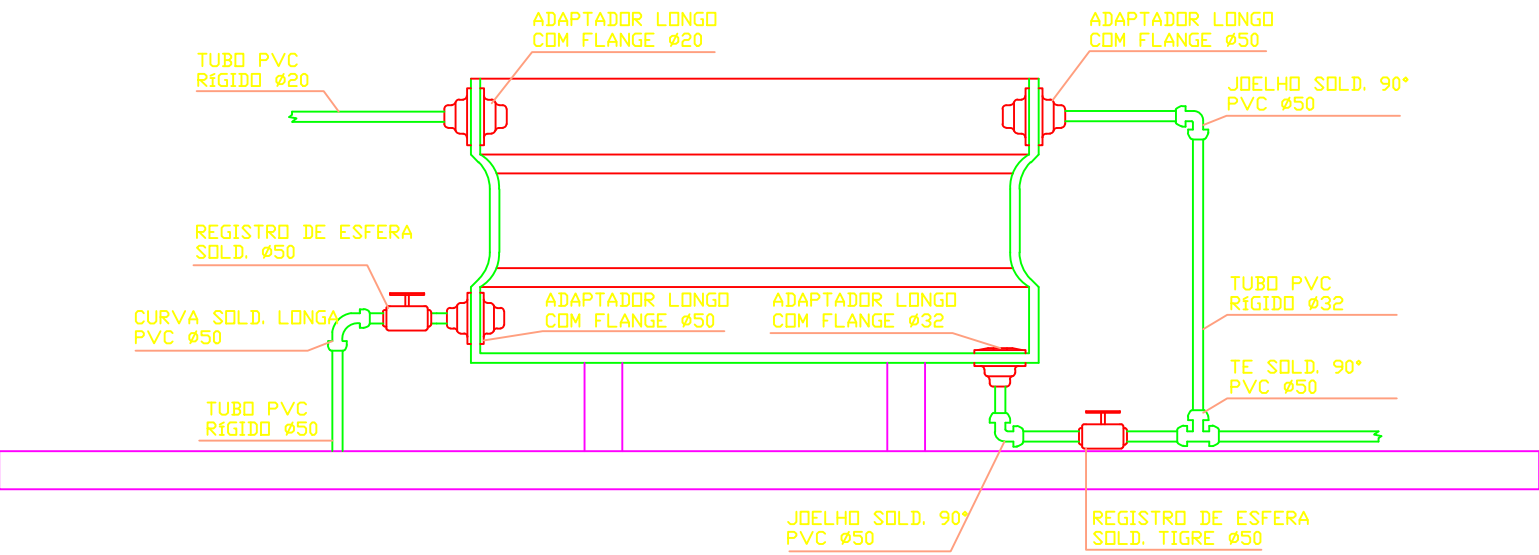 ADAPTADOR LONGO
COM FLANGE ø20
ADAPTADOR LONGO
COM FLANGE ø50
TUBO PVC
RíGIDO ø20
JOELHO SOLD. 90°
PVC ø50
REGISTRO DE ESFERA
SOLD. ø50
ADAPTADOR LONGO
COM FLANGE ø50
ADAPTADOR LONGO
COM FLANGE ø32
TUBO PVC
RíGIDO ø32
CURVA SOLD. LONGA
PVC ø50
TE SOLD. 90°
PVC ø50
TUBO PVC
RíGIDO ø50
JOELHO SOLD. 90°
PVC ø50
REGISTRO DE ESFERA
SOLD. TIGRE ø50